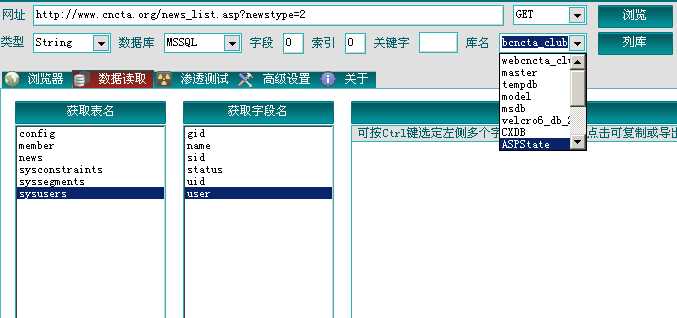 网址 http://www.cncta.org/news_list.asp?newstype=2 GET 浏览
类型 String 数据库 MSSQL 字段 0 索引 0 关键字 库名 bcncta_club 列库
webcncta_clu
master
tempdb
model
msdb
velcro6_db_2
CXDB
ASPState
浏览器 数据读取 渗透测试 高级设置 关于
获取表名 获取字段名
config
member
news
sysconstraints
syssegments
sysusers
gid
name
sid
status
uid
user
可按Ctrl键选定左侧多个字 点击可复制或导出